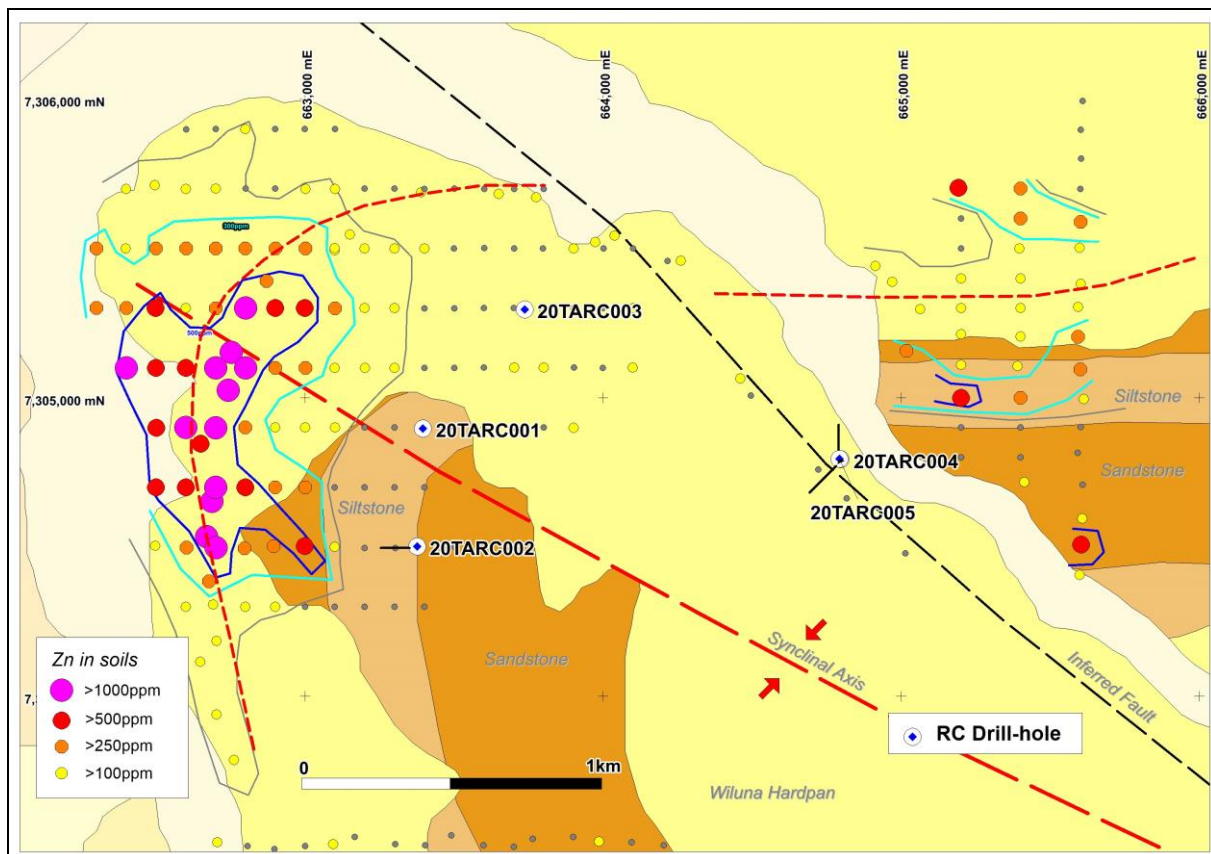 663,000 mE
664,000 mE
665,000 mE
666,000 mE
7,306,000 mN
300ppm
500ppm
20TARC003
7,305,000 mN
20TARC001
Siltstone
20TARC004
Sandstone
Siltstone
20TARC005
20TARC002
Sandstone
Synclinal Axis
Inferred Fault
7,3
Zn in soils
>1000ppm
>500ppm
>250ppm
>100ppm
RC Drill-hole
0
1km
Wiluna Hardpan